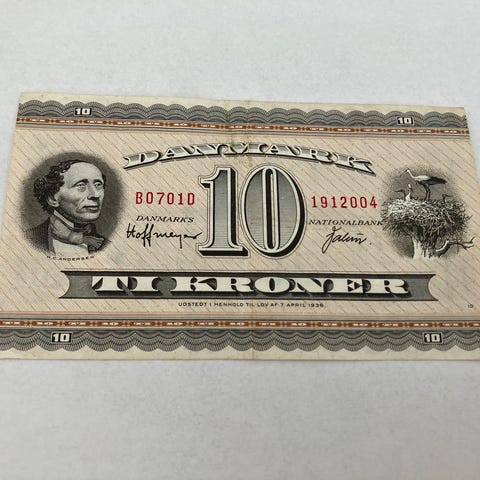 10 10
DANMARK
B0701D 10 1912004
DANMARKS NATIONALBANK
Hoffmeyer
H.C. ANDERSEN
TI KRONER
UDSTEDT I HENHOLD TIL LOV AF 7 APRIL 1936
10 10